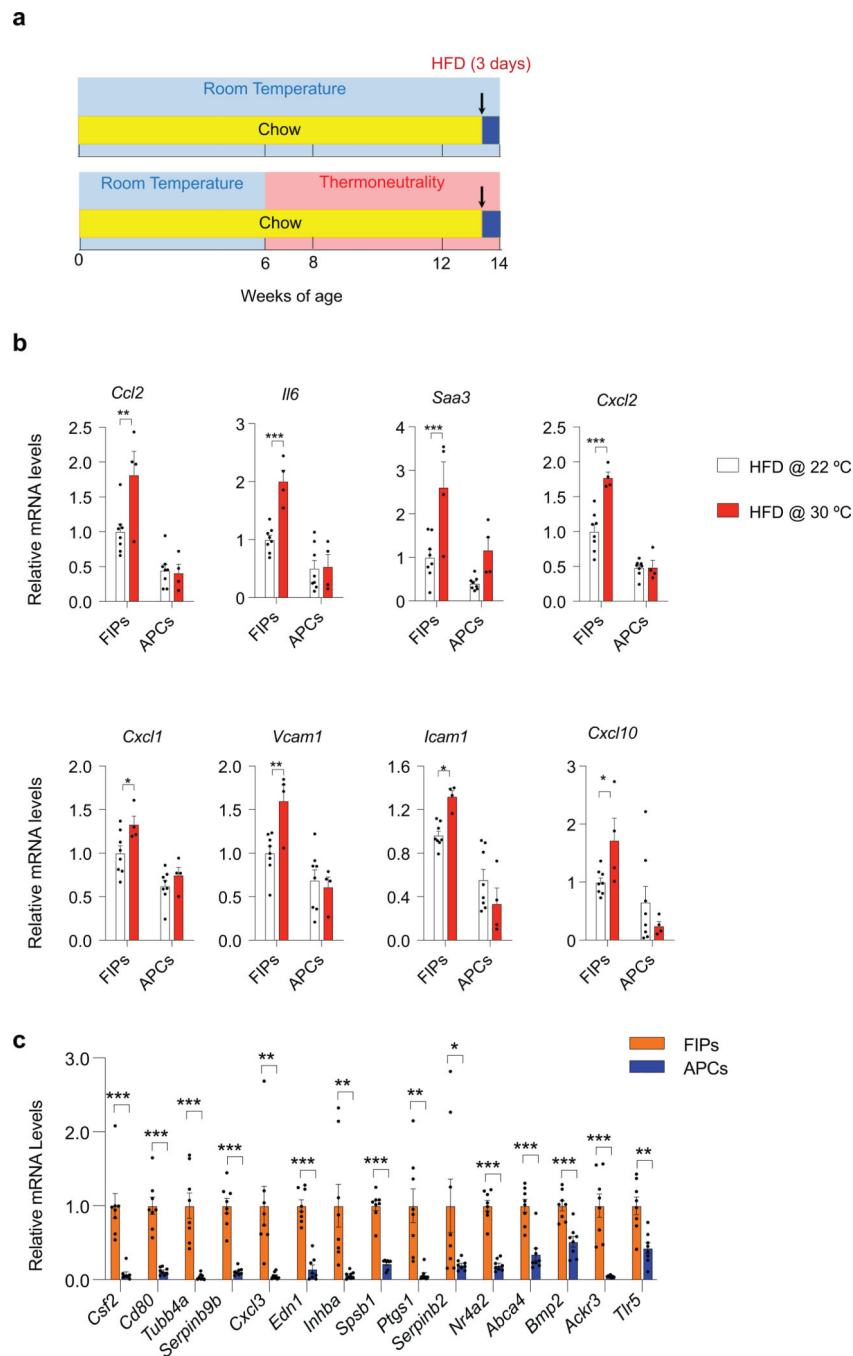 a
HFD (3 days)
Room Temperature
Chow
Room Temperature Thermoneutrality
Chow
0 6 8 12 14
Weeks of age
b
Ccl2 Il6 Saa3 Cxcl2
Relative mRNA levels
** *** *** ***
2.5 2.0 1.5 1.0 0.5 0.0
3 2 1 0
6 4 2 1 0
2.5 2.0 1.5 1.0 0.5 0.0
FIPs APCs FIPs APCs FIPs APCs FIPs APCs
HFD @ 22 ºC
HFD @ 30 ºC
Cxcl1 Vcam1 Icam1 Cxcl10
Relative mRNA levels
* ** * *
2.0 1.5 1.0 0.5 0.0
2.0 1.5 1.0 0.5 0.0
1.6 1.2 0.8 0.4 0.0
3 2 1 0
FIPs APCs FIPs APCs FIPs APCs FIPs APCs
c
FIPs
APCs
Relative mRNA Levels
3.0
2.0
1.0
0.0
*** *** *** *** ** *** ** *** ** * *** *** *** *** **
Csf2 Cd80 Tubb4a Serpinb9b Cxcl3 Edn1 Inhba Spsb1 Ptgs1 Serpinb2 Nr4a2 Abca4 Bmp2 Ackr3 Tlr5